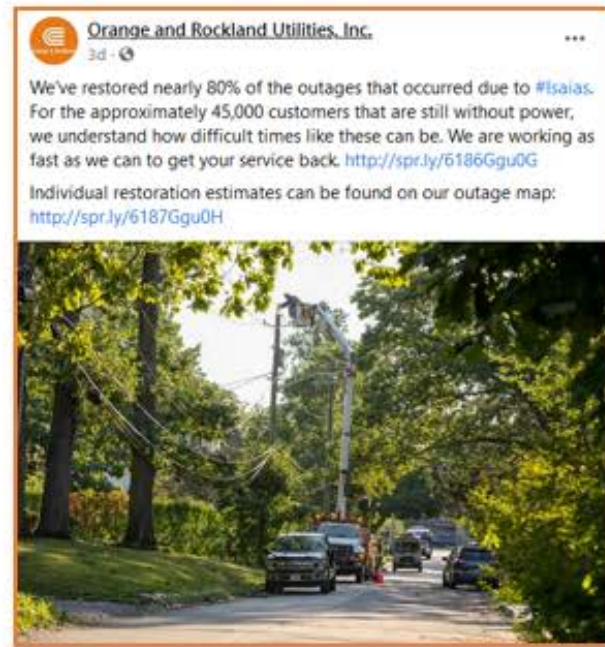 Orange and Rockland Utilities, Inc.
3d ·
We've restored nearly 80% of the outages that occurred due to #Isaias.
For the approximately 45,000 customers that are still without power,
we understand how difficult times like these can be. We are working as
fast as we can to get your service back. http://spr.ly/6186Ggu0G
Individual restoration estimates can be found on our outage map:
http://spr.ly/6187Ggu0H